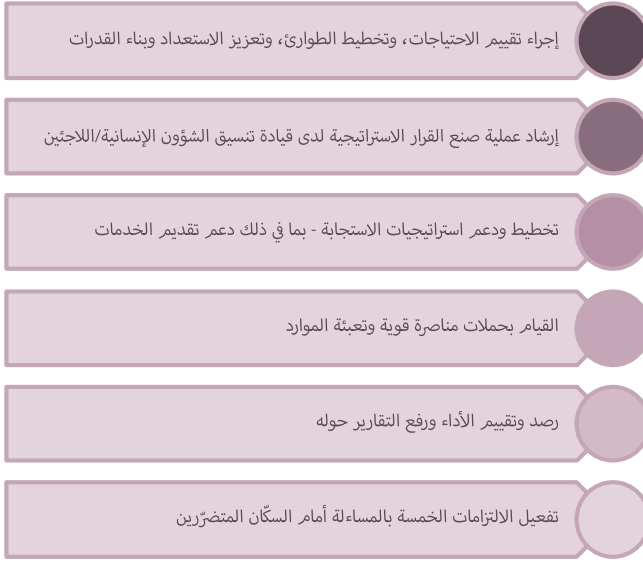 إجراء تقييم الاحتياجات، وتخطيط الطوارئ، وتعزيز الاستعداد وبناء القدرات
إرشاد عملية صنع القرار الاستراتيجية لدى قيادة تنسيق الشؤون الإنسانية/اللاجئين
تخطيط ودعم استراتيجيات الاستجابة - بما في ذلك دعم تقديم الخدمات
القيام بحملات مناصرة قوية وتعبئة الموارد
رصد وتقييم الأداء ورفع التقارير حوله
تفعيل الالتزامات الخمسة بالمساءلة أمام السكّان المتضرّرين